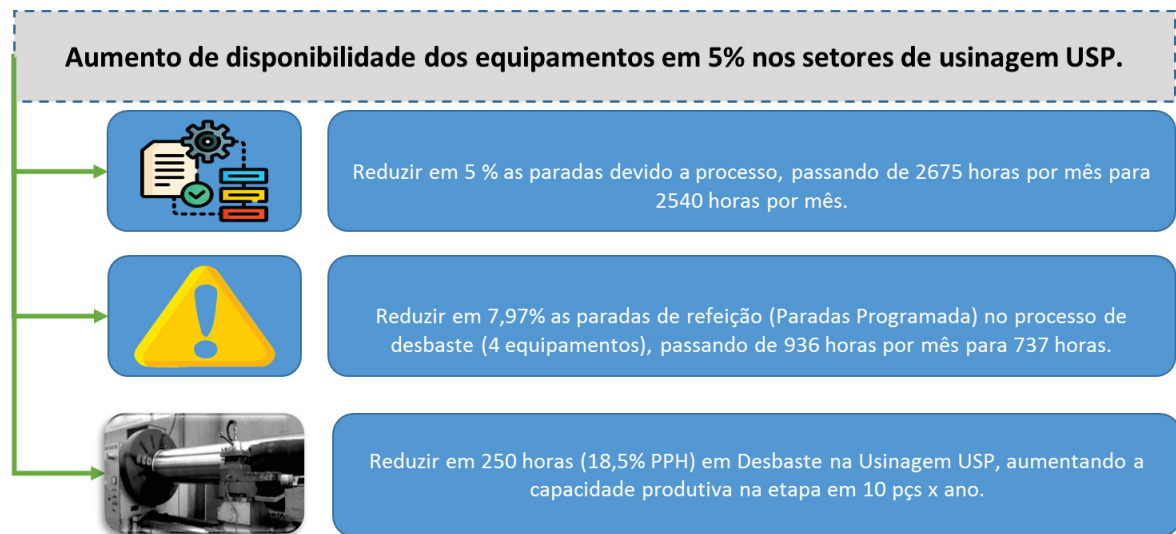 Aumento de disponibilidade dos equipamentos em 5% nos setores de usinagem USP.
Reduzir em 5 % as paradas devido a processo, passando de 2675 horas por mês para
2540 horas por mês.
Reduzir em 7,97% as paradas de refeição (Paradas Programada) no processo de
desbaste (4 equipamentos), passando de 936 horas por mês para 737 horas.
Reduzir em 250 horas (18,5% PPH) em Desbaste na Usinagem USP, aumentando a
capacidade produtiva na etapa em 10 pçs x ano.